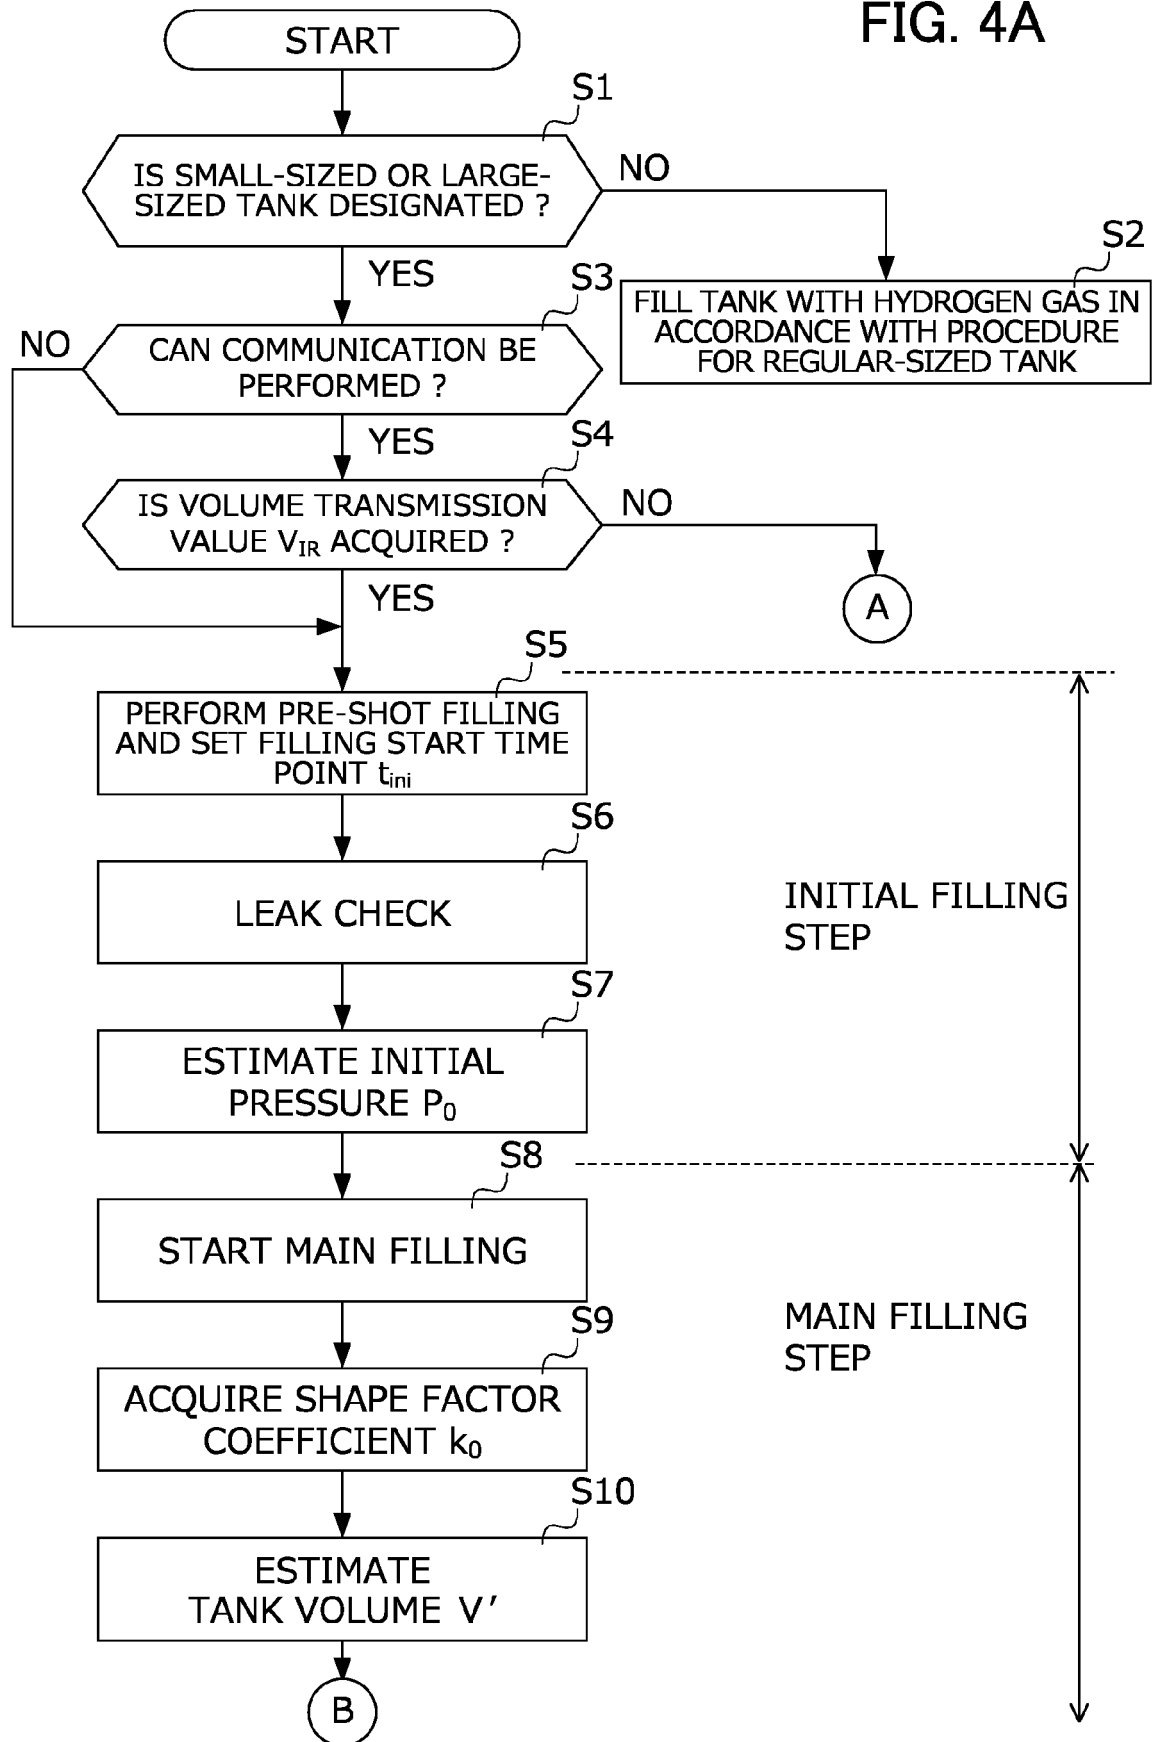 FIG. 4A
START
S1
IS SMALL-SIZED OR LARGE-
SIZED TANK DESIGNATED ?
NO
YES
S2
FILL TANK WITH HYDROGEN GAS IN
ACCORDANCE WITH PROCEDURE
FOR REGULAR-SIZED TANK
S3
CAN COMMUNICATION BE
PERFORMED ?
NO
YES
S4
IS VOLUME TRANSMISSION
VALUE VIR ACQUIRED ?
NO
A
YES
S5
PERFORM PRE-SHOT FILLING
AND SET FILLING START TIME
POINT tini
S6
LEAK CHECK
INITIAL FILLING
STEP
S7
ESTIMATE INITIAL
PRESSURE P0
S8
START MAIN FILLING
MAIN FILLING
STEP
S9
ACQUIRE SHAPE FACTOR
COEFFICIENT k0
S10
ESTIMATE
TANK VOLUME V'
B